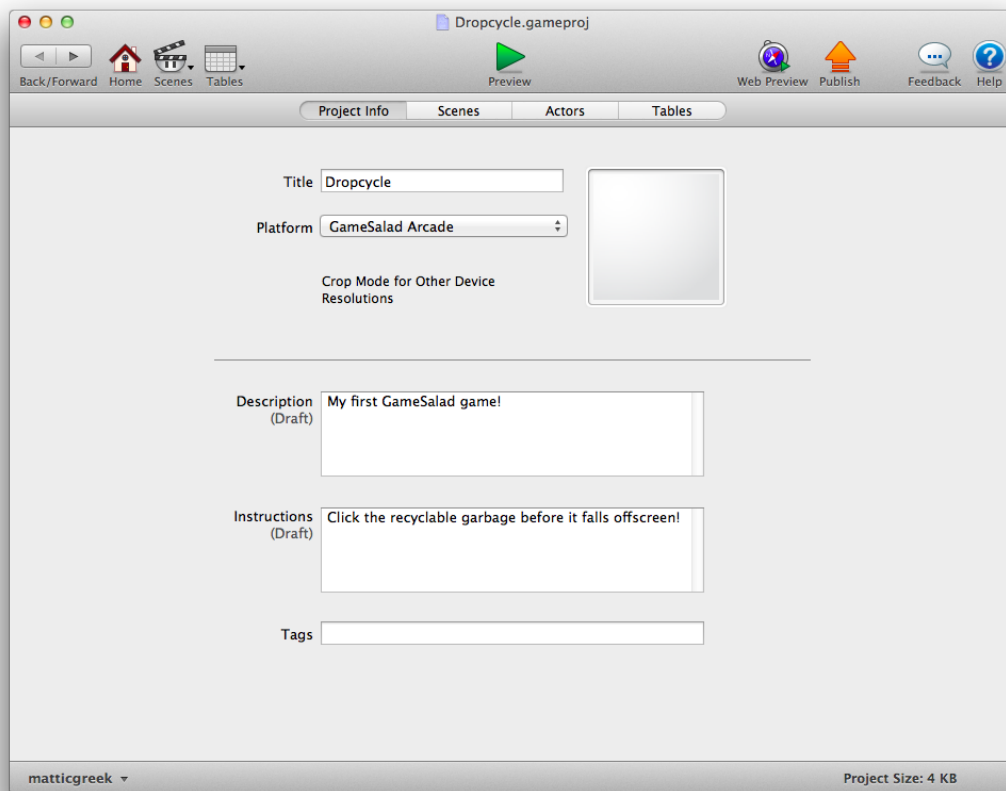 Dropcycle.gameproj
Back/Forward Home Scenes Tables Preview Web Preview Publish Feedback Help
Project Info Scenes Actors Tables
Title Dropcycle
Platform GameSalad Arcade
Crop Mode for Other Device
Resolutions
Description My first GameSalad game!
(Draft)
Instructions Click the recyclable garbage before it falls offscreen!
(Draft)
Tags
matticgreek Project Size: 4 KB